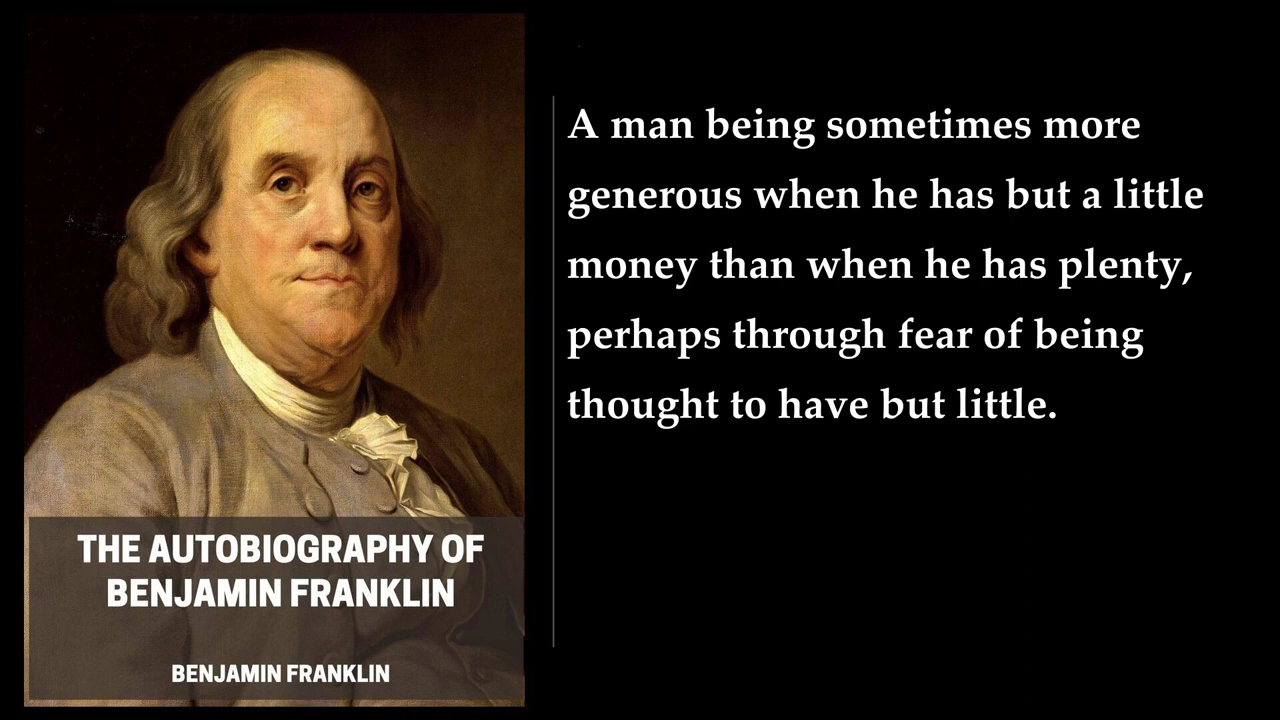 A man being sometimes more
generous when he has but a little
money than when he has plenty,
perhaps through fear of being
thought to have but little.
THE AUTOBIOGRAPHY OF
BENJAMIN FRANKLIN
BENJAMIN FRANKLIN